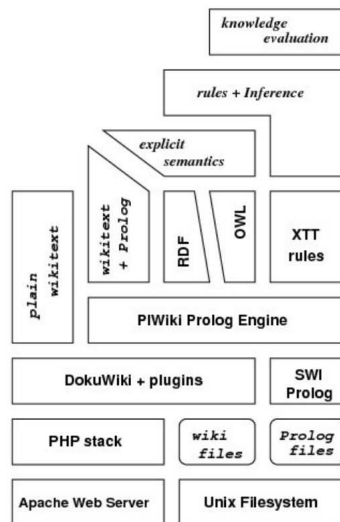 knowledge
evaluation
rules + Inference
explicit
semantics
plain
wikitext
wikitext
+ Prolog
RDF
OWL
XTT
rules
PlWiki Prolog Engine
DokuWiki + plugins
SWI
Prolog
PHP stack
wiki
files
Prolog
files
Apache Web Server
Unix Filesystem